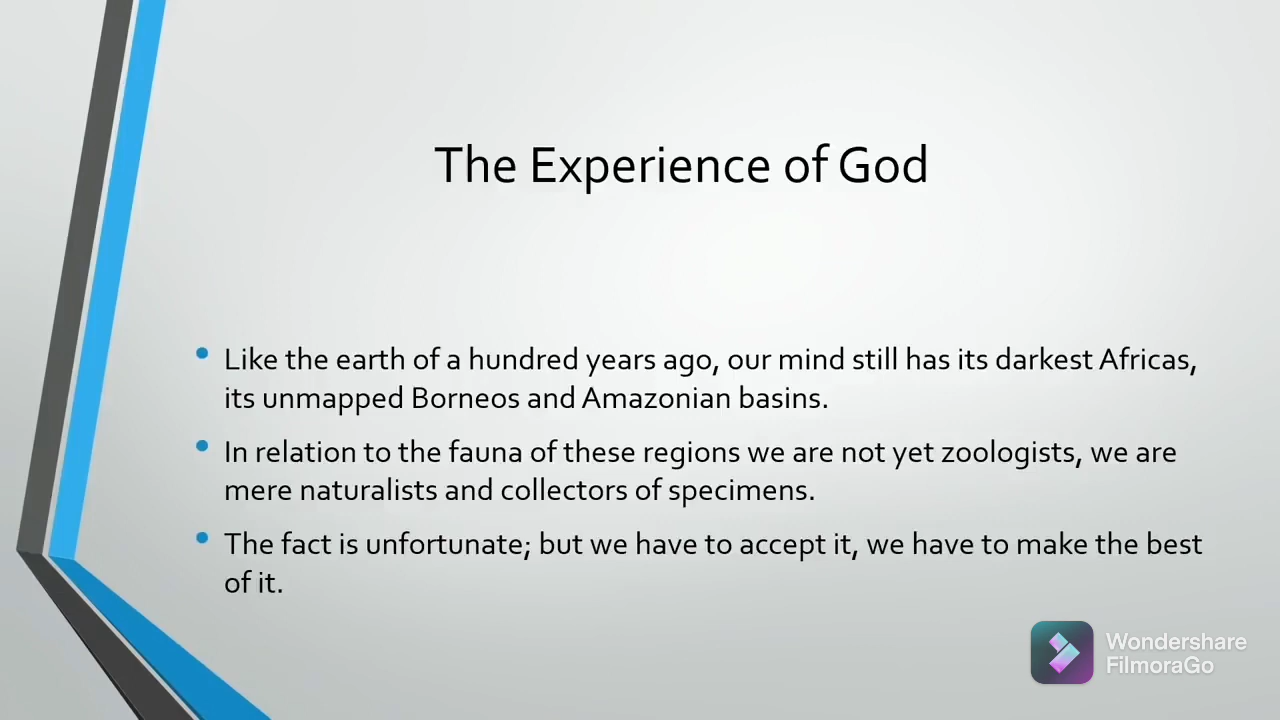 The Experience of God
• Like the earth of a hundred years ago, our mind still has its darkest Africas,
its unmapped Borneos and Amazonian basins.
• In relation to the fauna of these regions we are not yet zoologists, we are
mere naturalists and collectors of specimens.
• The fact is unfortunate; but we have to accept it, we have to make the best
of it.
Wondershare
FilmoraGo